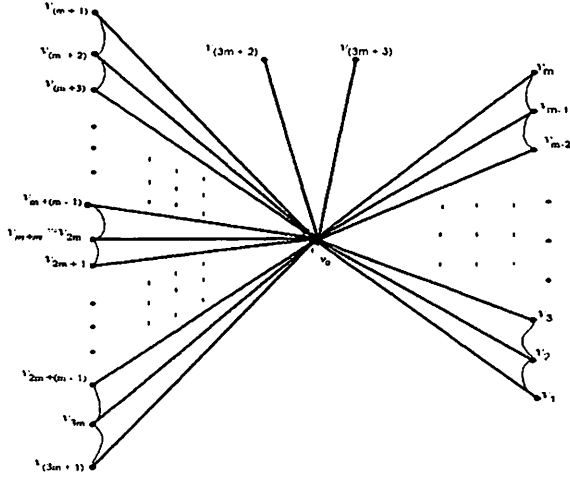 V(m + 1)
V(m + 2)
V(m + 3)
V(3m + 2)
V(3m + 3)
Vm
Vm-1
Vm-2
Vm+(m - 1)
V2m
V2m + 1
v0
V3
V2
V1
V2m+(m - 1)
V3m
V(3m + 1)